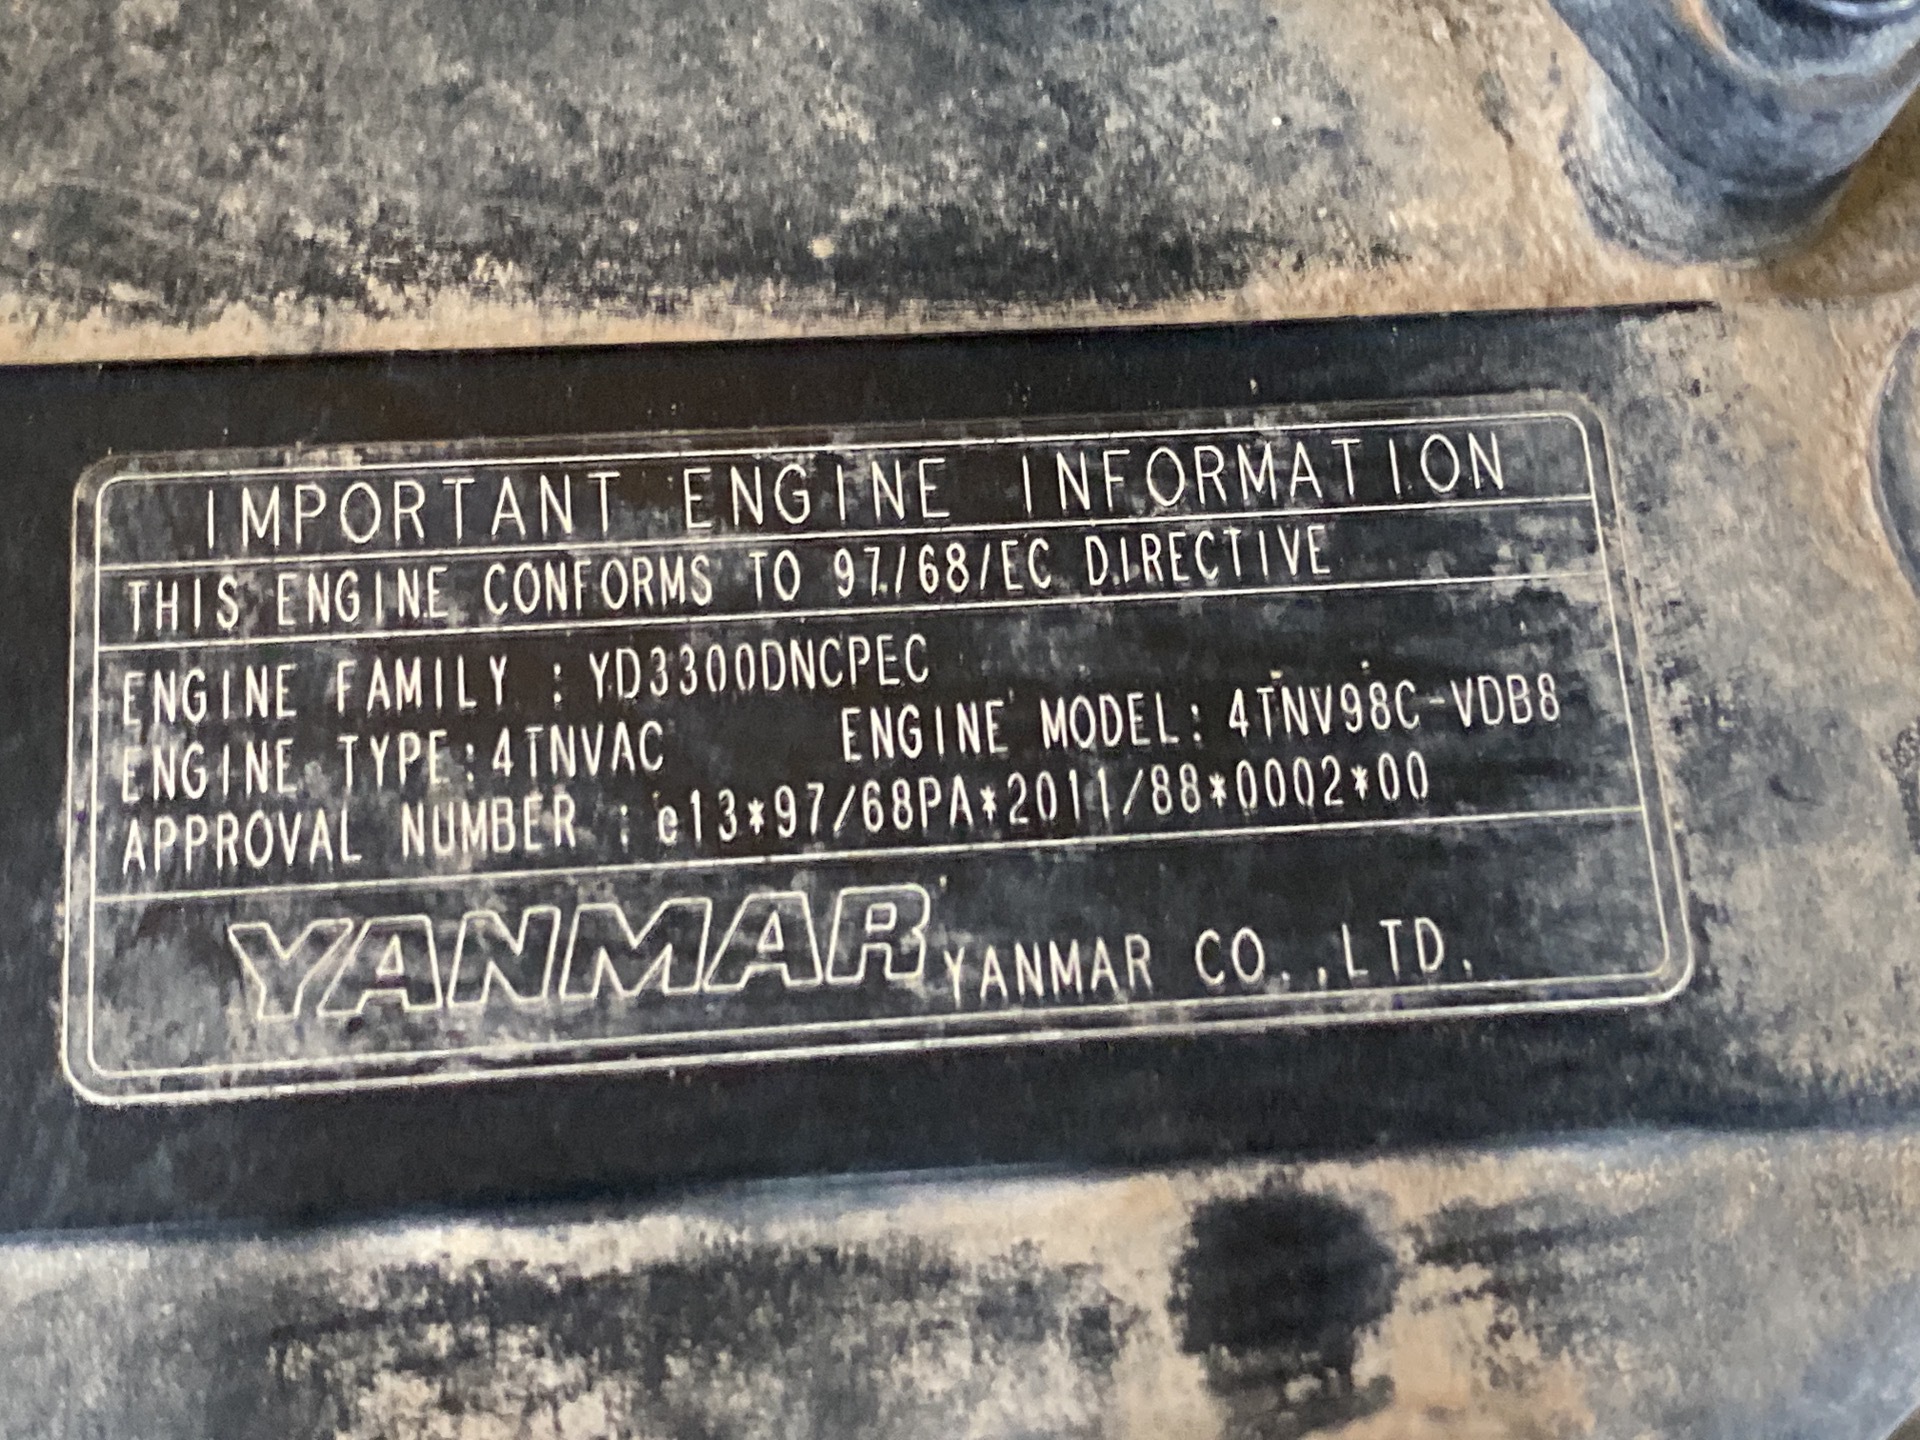 IMPORTANT ENGINE INFORMATION
THIS ENGINE CONFORMS TO 97/68/EC DIRECTIVE
ENGINE FAMILY : YD3300DNCPEC
ENGINE TYPE:4TNVAC ENGINE MODEL: 4TNV98C-VDB8
APPROVAL NUMBER : e13*97/68PA*2011/88*0002*00
YANMAR YANMAR CO.,LTD.